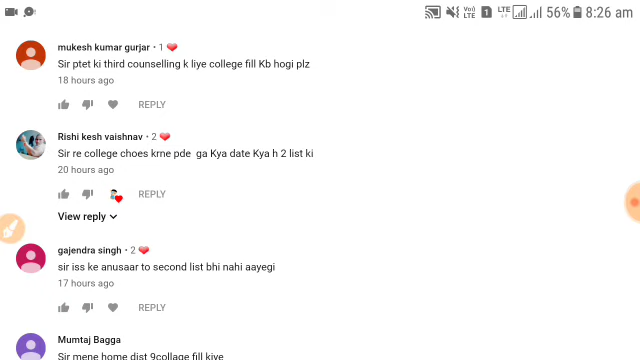 VoI) LTE 1 LTE 56% 8:26 am
mukesh kumar gurjar • 1
Sir ptet ki third counselling k liye college fill Kb hogi plz
18 hours ago
REPLY
Rishi kesh vaishnav • 2
Sir re college choes krne pde ga Kya date Kya h 2 list ki
20 hours ago
REPLY
View reply
gajendra singh • 2
sir iss ke anusaar to second list bhi nahi aayegi
17 hours ago
REPLY
Mumtaj Bagga
Sir mene home dist 9collage fill kiye